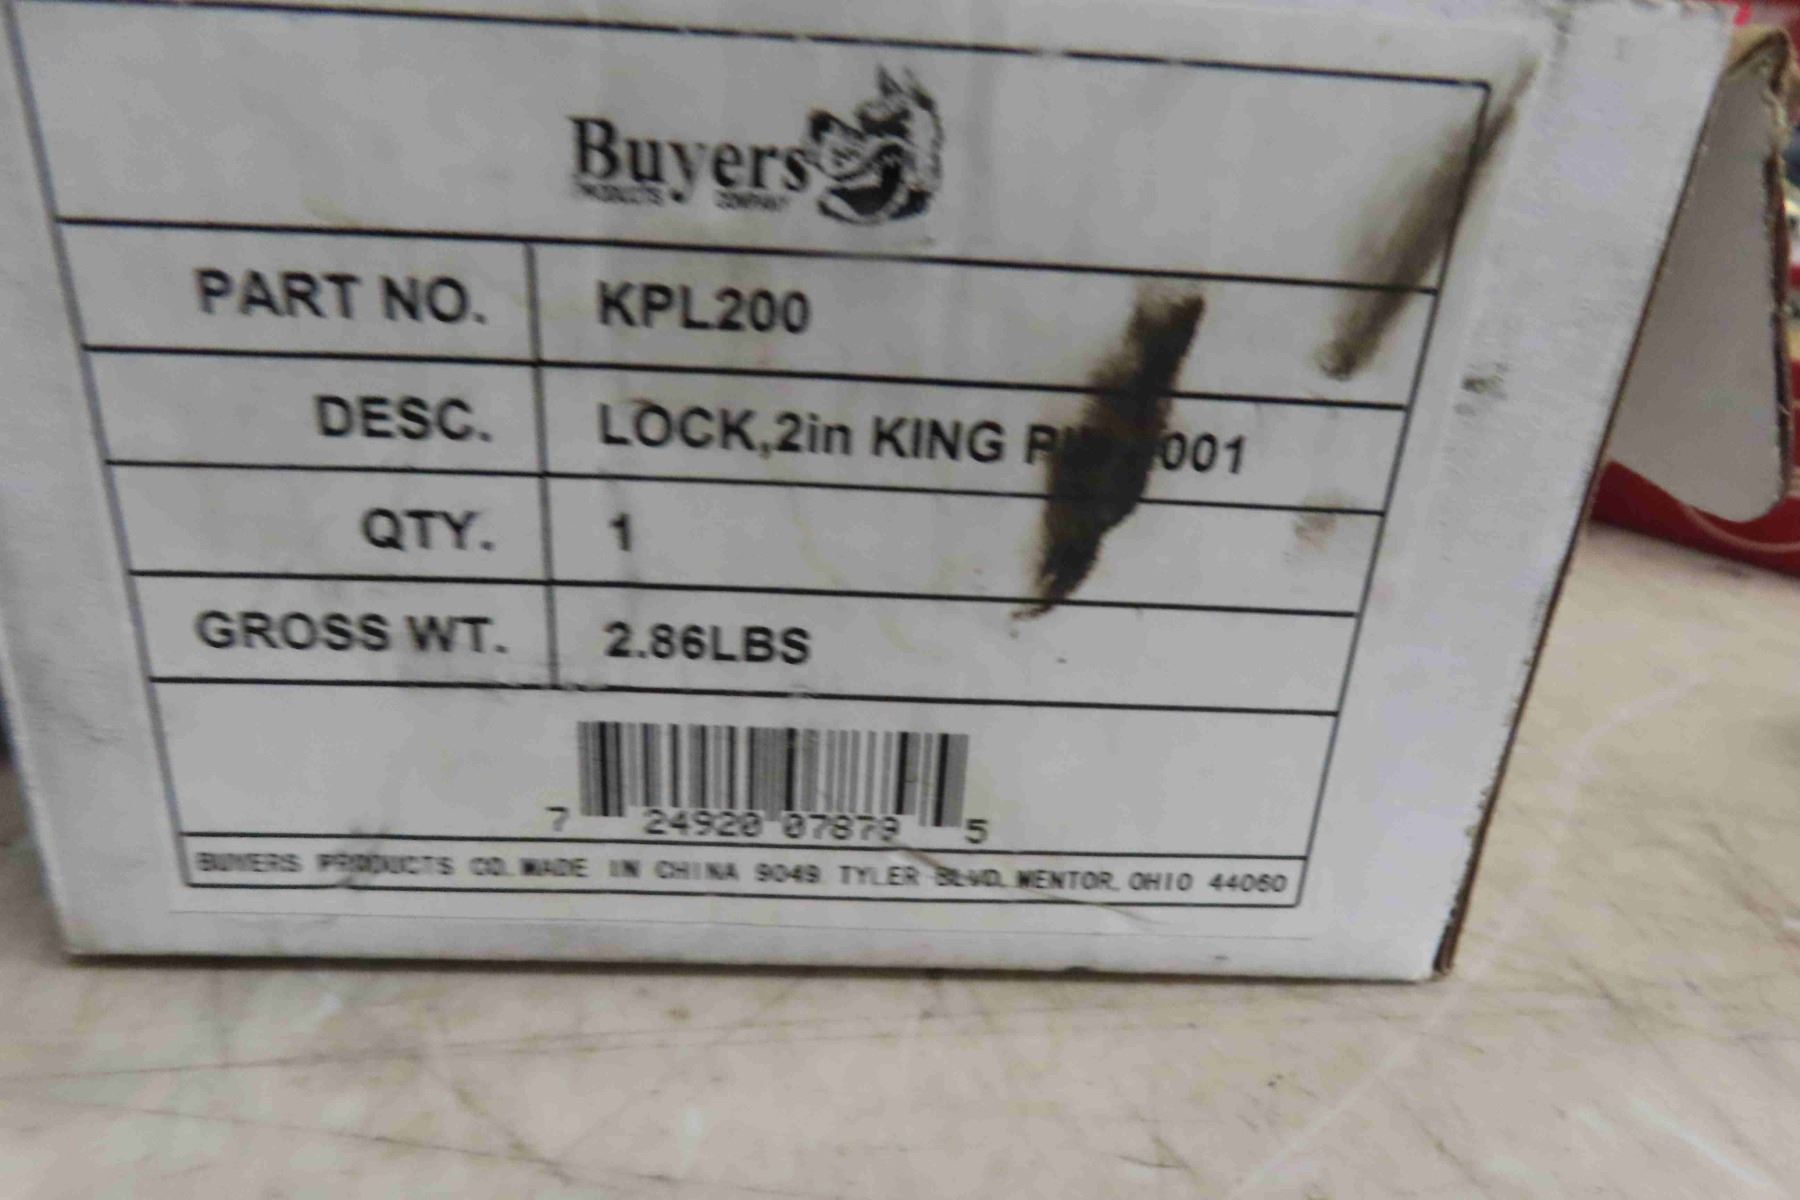 Buyers
PRODUCTS COMPANY
PART NO. KPL200
DESC. LOCK,2in KING 001
QTY. 1
GROSS WT. 2.86LBS
7 24920 07879 5
BUYERS PRODUCTS CO. MADE IN CHINA 9049 TYLER BLVD. MENTOR, OHIO 44060